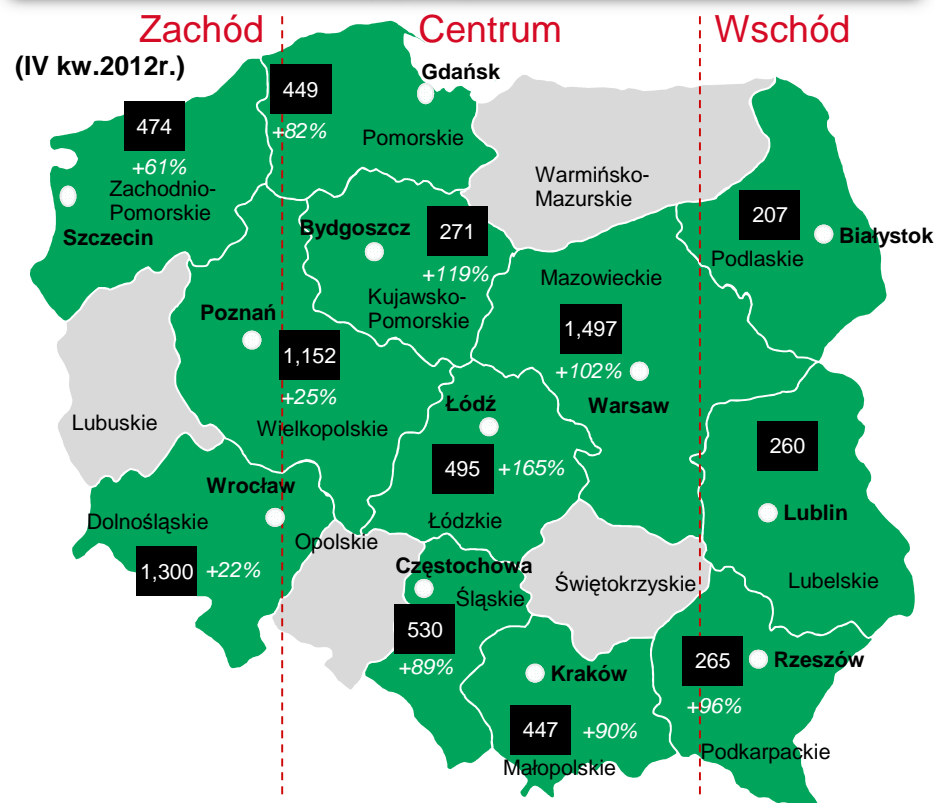 Zachód Centrum Wschód
(IV kw.2012r.)
Gdańsk
449
+82%
Pomorskie
474
+61%
Zachodnio-
Pomorskie
Szczecin
Warmińsko-
Mazurskie
207
Białystok
Podlaskie
Bydgoszcz
271
+119%
Kujawsko-
Pomorskie
Mazowieckie
1,497
+102%
Warsaw
Poznań
1,152
+25%
Wielkopolskie
Lubuskie
Łódź
495 +165%
Łódzkie
260
Lublin
Lubelskie
Wrocław
Dolnośląskie
1,300 +22%
Opolskie
Częstochowa
Śląskie
530
+89%
Świętokrzyskie
Kraków
447 +90%
Małopolskie
265
Rzeszów
+96%
Podkarpackie